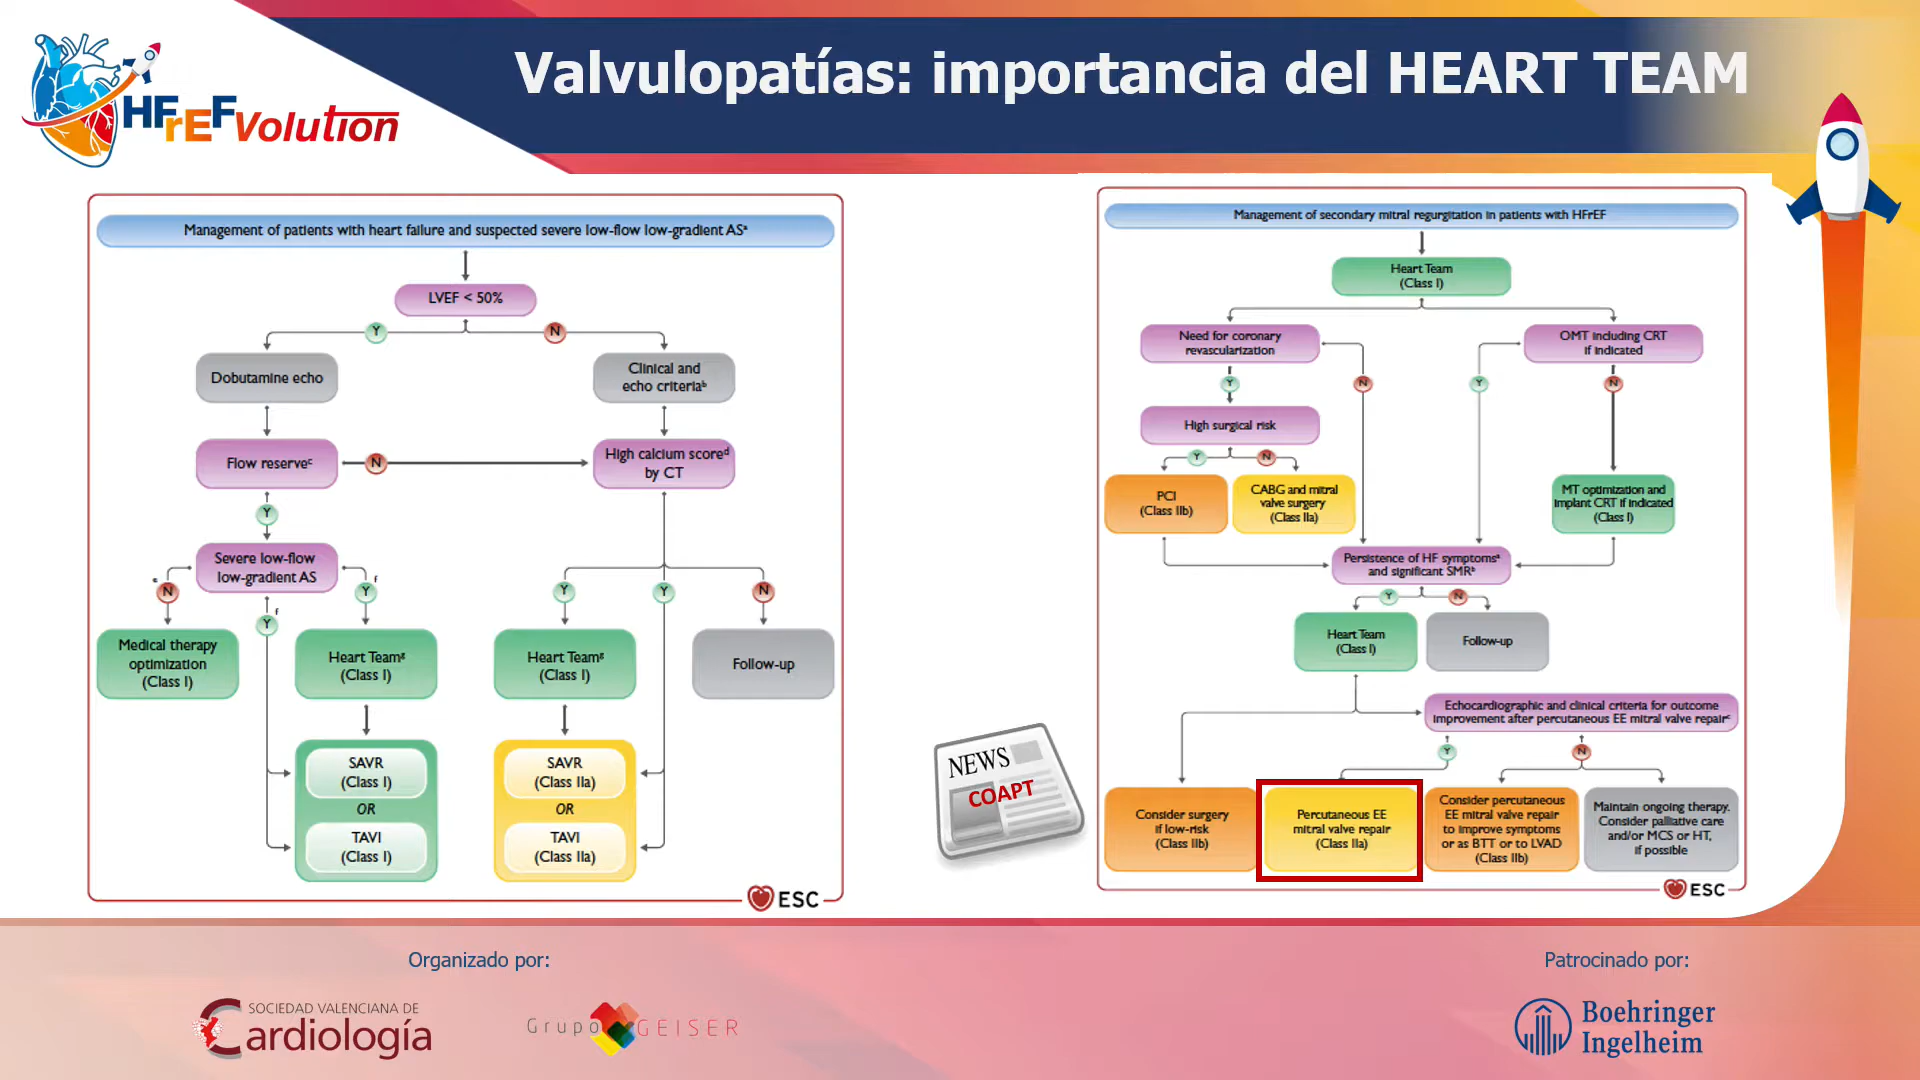 HFrEFVolution
Valvulopatías: importancia del HEART TEAM
Management of patients with heart failure and suspected severe low-flow low-gradient ASᵃ
LVEF < 50%
Y
N
Dobutamine echo
Clinical and
echo criteriaᵇ
Flow reserveᶜ
N
High calcium scoreᵈ
by CT
Y
Severe low-flow
low-gradient AS
e
N
f
Y
f
Y
Y
Y
N
Medical therapy
optimization
(Class I)
Heart Teamᵍ
(Class I)
Heart Teamᵍ
(Class I)
Follow-up
SAVR
(Class I)
OR
TAVI
(Class I)
SAVR
(Class IIa)
OR
TAVI
(Class IIa)
ESC
NEWS
COAPT
Management of secondary mitral regurgitation in patients with HFrEF
Heart Team
(Class I)
Need for coronary
revascularization
OMT including CRT
if indicated
Y
N
Y
N
High surgical risk
Y
N
PCI
(Class IIb)
CABG and mitral
valve surgery
(Class IIa)
MT optimization and
implant CRT if indicated
(Class I)
Persistence of HF symptomsᵃ
and significant SMRᵇ
Y
N
Heart Team
(Class I)
Follow-up
Echocardiographic and clinical criteria for outcome
improvement after percutaneous EE mitral valve repairᶜ
Y
N
Consider surgery
if low-risk
(Class IIb)
Percutaneous EE
mitral valve repair
(Class IIa)
Consider percutaneous
EE mitral valve repair
to improve symptoms
or as BTT or to LVAD
(Class IIb)
Maintain ongoing therapy.
Consider palliative care
and/or MCS or HT,
if possible
ESC
Organizado por:
SOCIEDAD VALENCIANA DE
Cardiología
Grupo GEISER
Patrocinado por:
Boehringer
Ingelheim